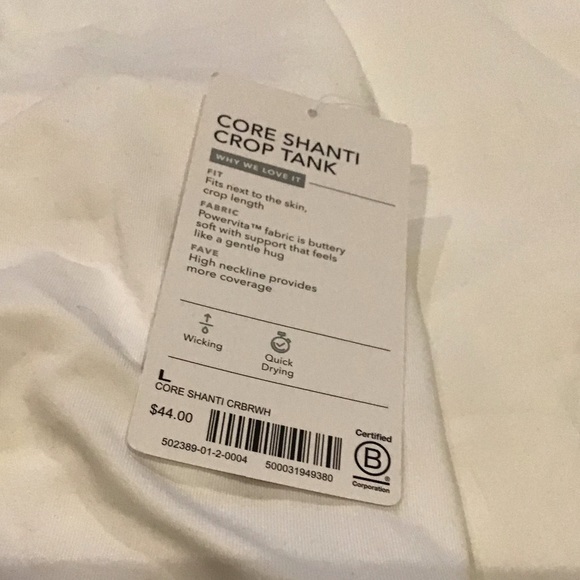 CORE SHANTI
CROP TANK
WHY WE LOVE IT
FIT
Fits next to the skin,
crop length
FABRIC
Powervita™ fabric is buttery
soft with support that feels
like a gentle hug
FAVE
High neckline provides
more coverage
Wicking
Quick
Drying
L
CORE SHANTI CRBRWH
$44.00
502389-01-2-0004 500031949380
Certified
B
®
Corporation